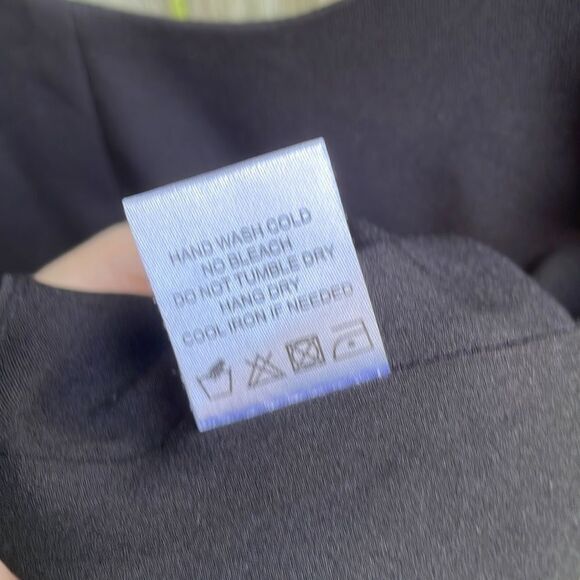 HAND WASH COLD
NO BLEACH
DO NOT TUMBLE DRY
HANG DRY
COOL IRON IF NEEDED